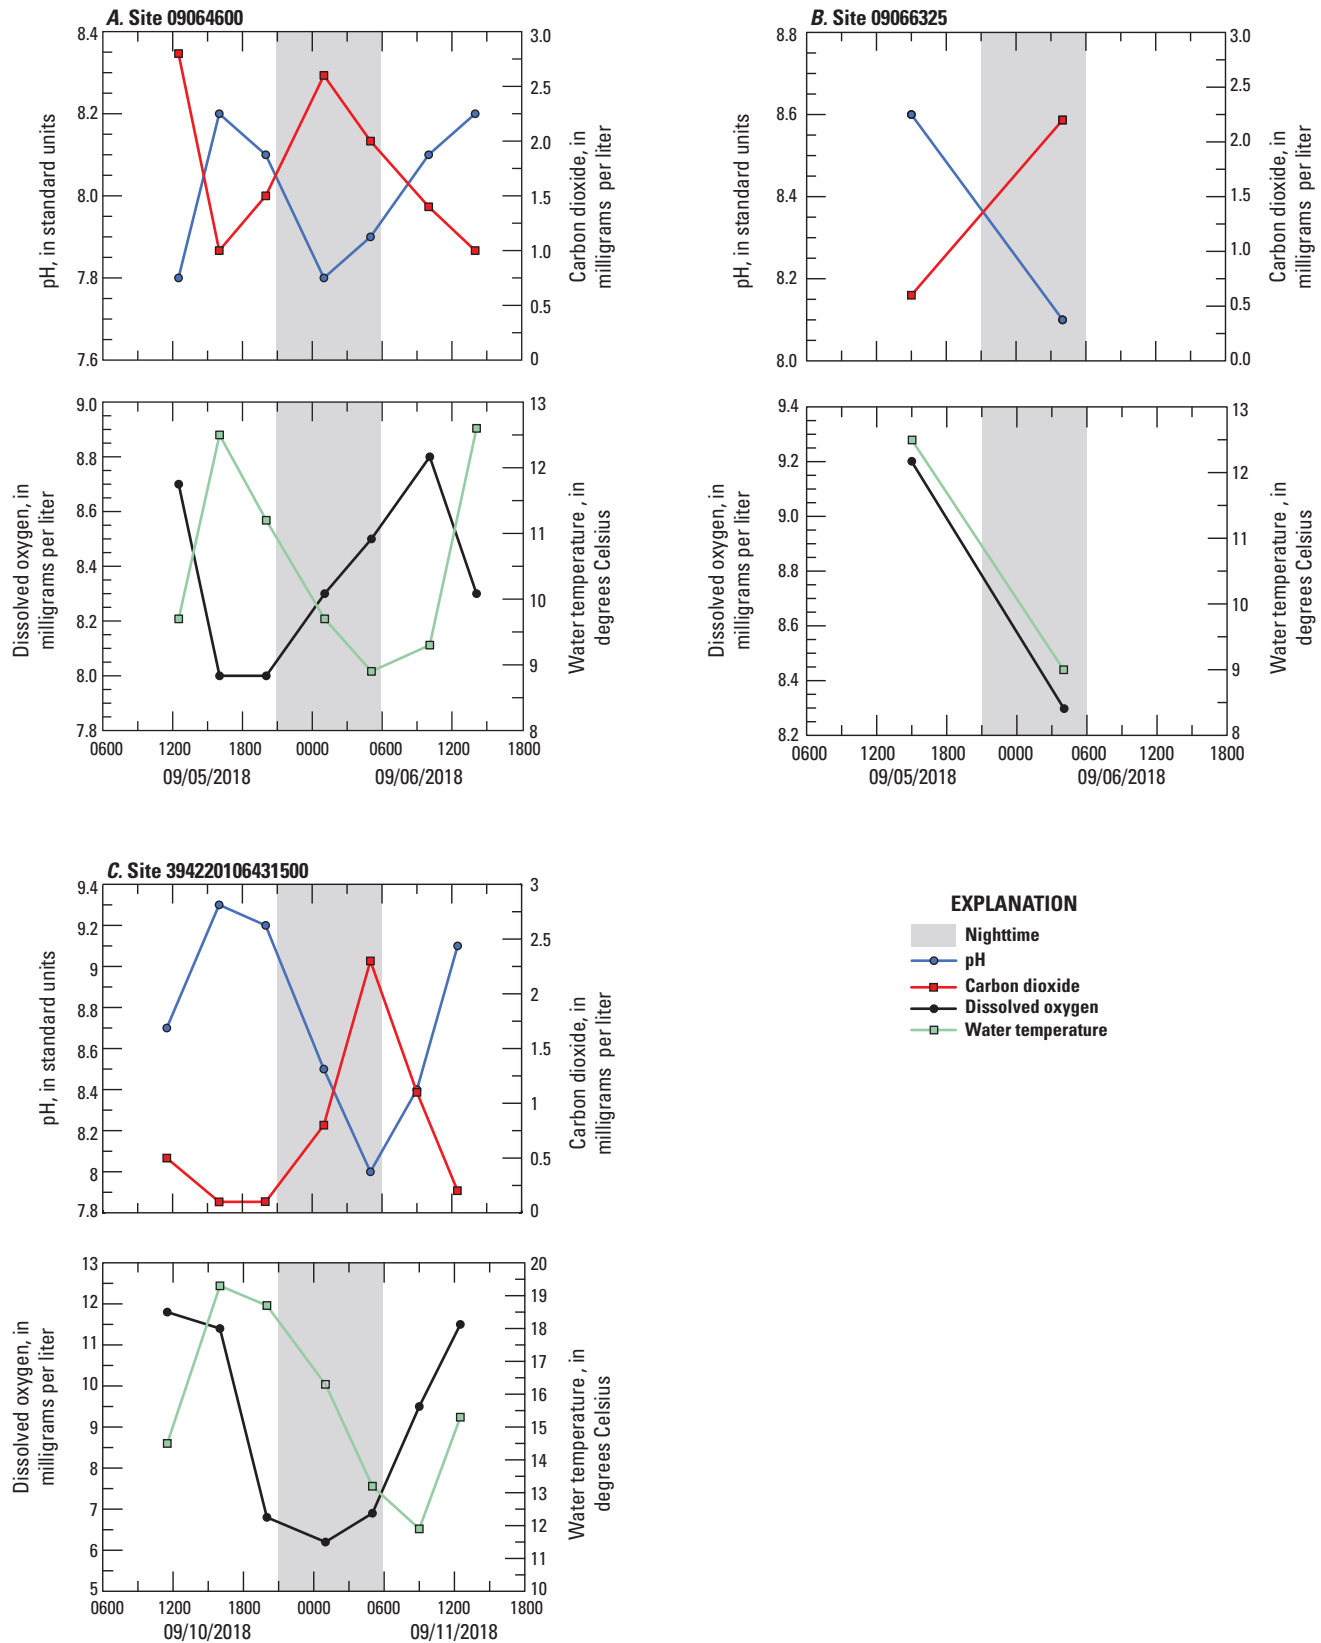 A. Site 09064600
8.4
8.2
8.0
7.8
7.6
pH, in standard units
3.0
2.5
2.0
1.5
1.0
0.5
0
Carbon dioxide, in
milligrams per liter
9.0
8.8
8.6
8.4
8.2
8.0
7.8
Dissolved oxygen, in
milligrams per liter
13
12
11
10
9
8
Water temperature , in
degrees Celsius
0600 1200 1800 0000 0600 1200 1800
09/05/2018 09/06/2018
B. Site 09066325
8.8
8.6
8.4
8.2
8.0
pH, in standard units
3.0
2.5
2.0
1.5
1.0
0.5
0.0
Carbon dioxide, in
milligrams per liter
9.4
9.2
9.0
8.8
8.6
8.4
8.2
Dissolved oxygen, in
milligrams per liter
13
12
11
10
9
8
Water temperature , in
degrees Celsius
0600 1200 1800 0000 0600 1200 1800
09/05/2018 09/06/2018
C. Site 394220106431500
9.4
9.2
9
8.8
8.6
8.4
8.2
8
7.8
pH, in standard units
3
2.5
2
1.5
1
0.5
0
Carbon dioxide, in
milligrams per liter
13
12
11
10
9
8
7
6
5
Dissolved oxygen, in
milligrams per liter
20
19
18
17
16
15
14
13
12
11
10
Water temperature , in
degrees Celsius
0600 1200 1800 0000 0600 1200 1800
09/10/2018 09/11/2018
EXPLANATION
Nighttime
pH
Carbon dioxide
Dissolved oxygen
Water temperature